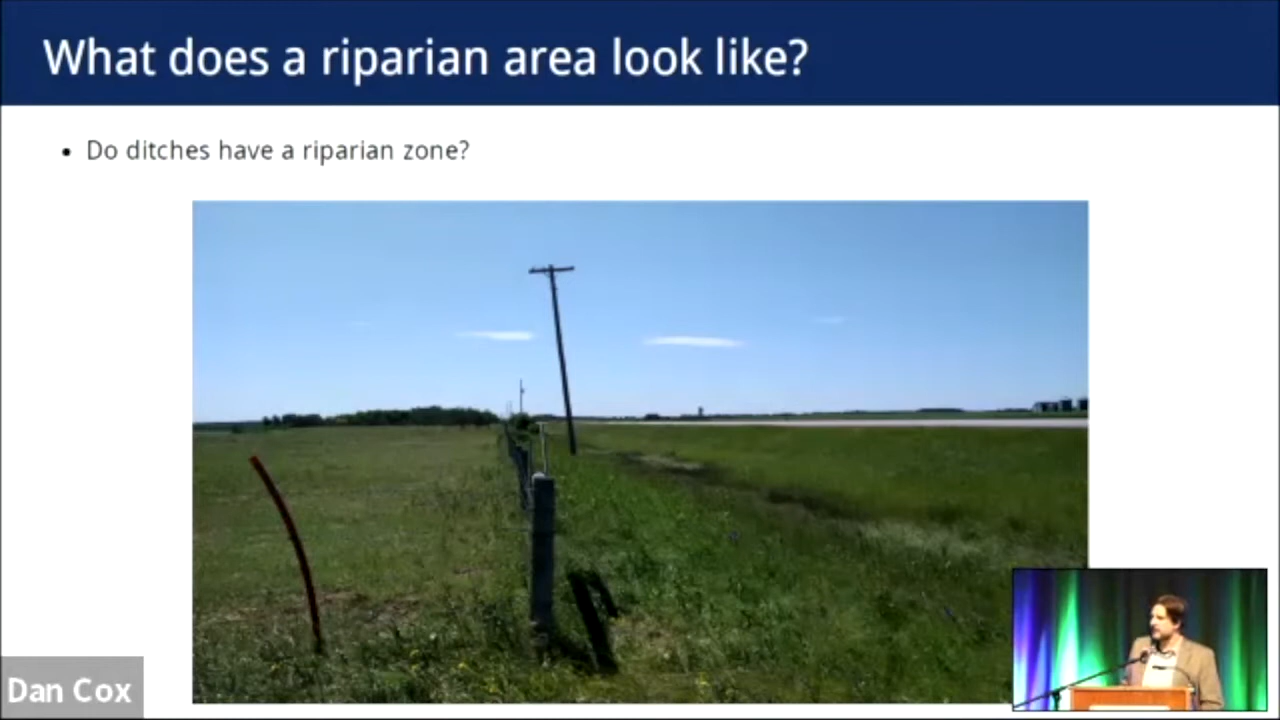 What does a riparian area look like?
• Do ditches have a riparian zone?
Dan Cox